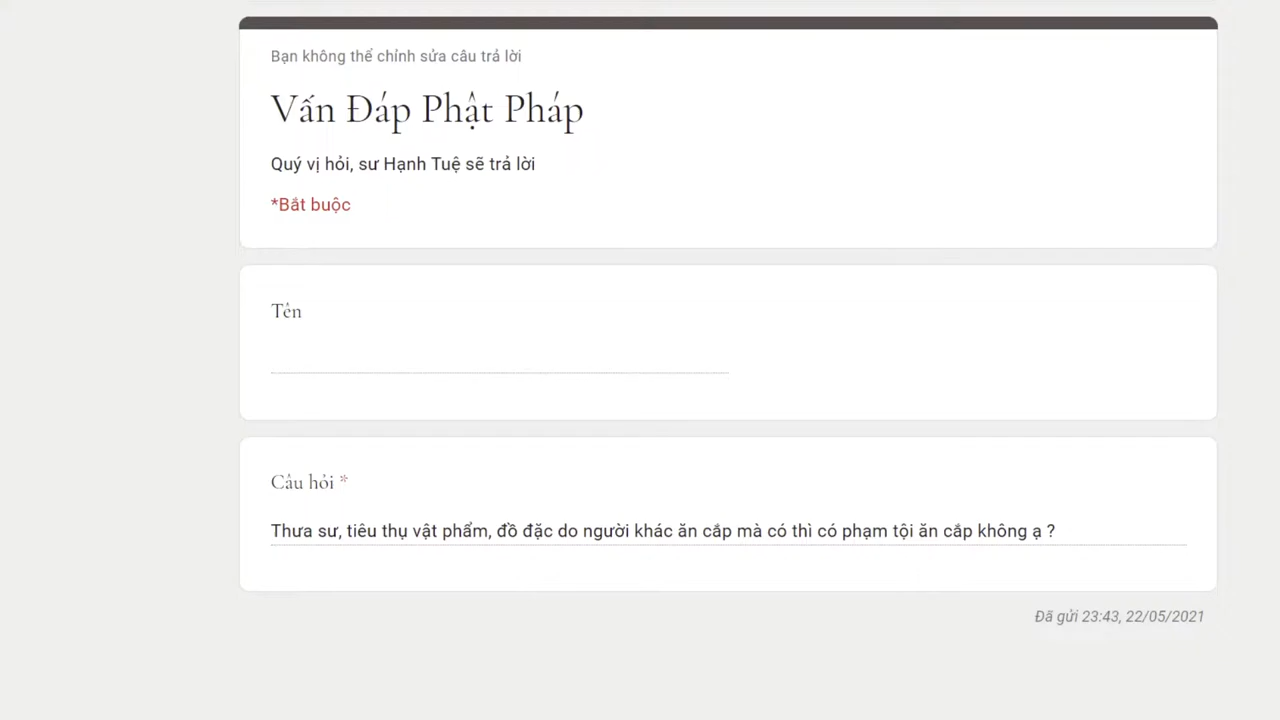 Bạn không thể chỉnh sửa câu trả lời
Vấn Đáp Phật Pháp
Quý vị hỏi, sư Hạnh Tuệ sẽ trả lời
*Bắt buộc
Tên
Câu hỏi *
Thưa sư, tiêu thụ vật phẩm, đồ đặc do người khác ăn cắp mà có thì có phạm tội ăn cắp không ạ ?
Đã gửi 23:43, 22/05/2021